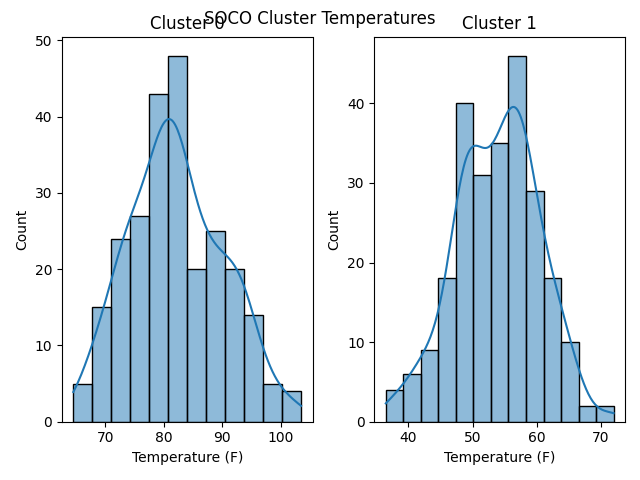 SOCO Cluster Temperatures
Cluster 0
Cluster 1
50
40
30
20
10
0
Count
70 80 90 100
Temperature (F)
40
30
20
10
0
Count
40 50 60 70
Temperature (F)